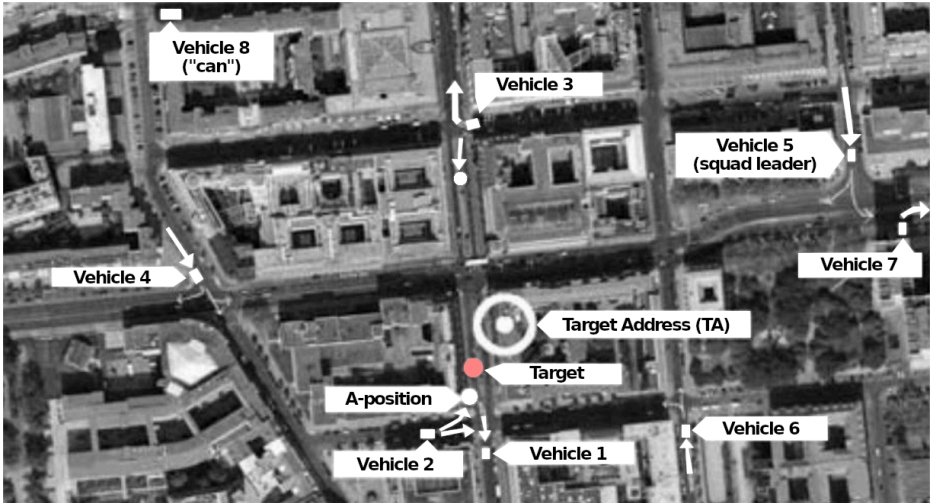 Vehicle 8
("can")
Vehicle 3
Vehicle 5
(squad leader)
Vehicle 4
Vehicle 7
Target Address (TA)
Target
A-position
Vehicle 6
Vehicle 2
Vehicle 1